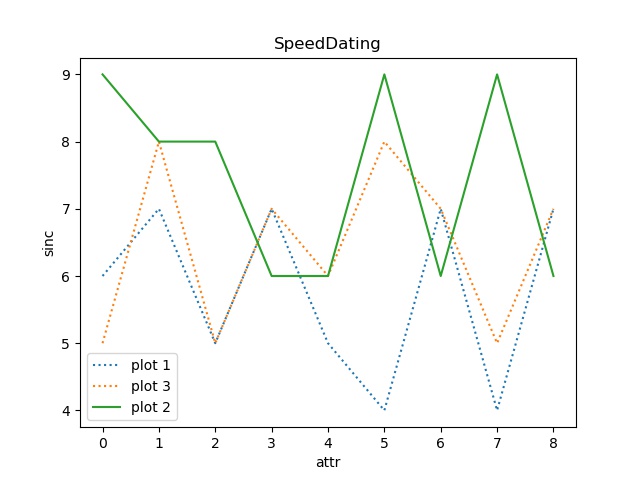 SpeedDating
sinc
9
8
7
6
5
4
plot 1
plot 3
plot 2
0 1 2 3 4 5 6 7 8
attr